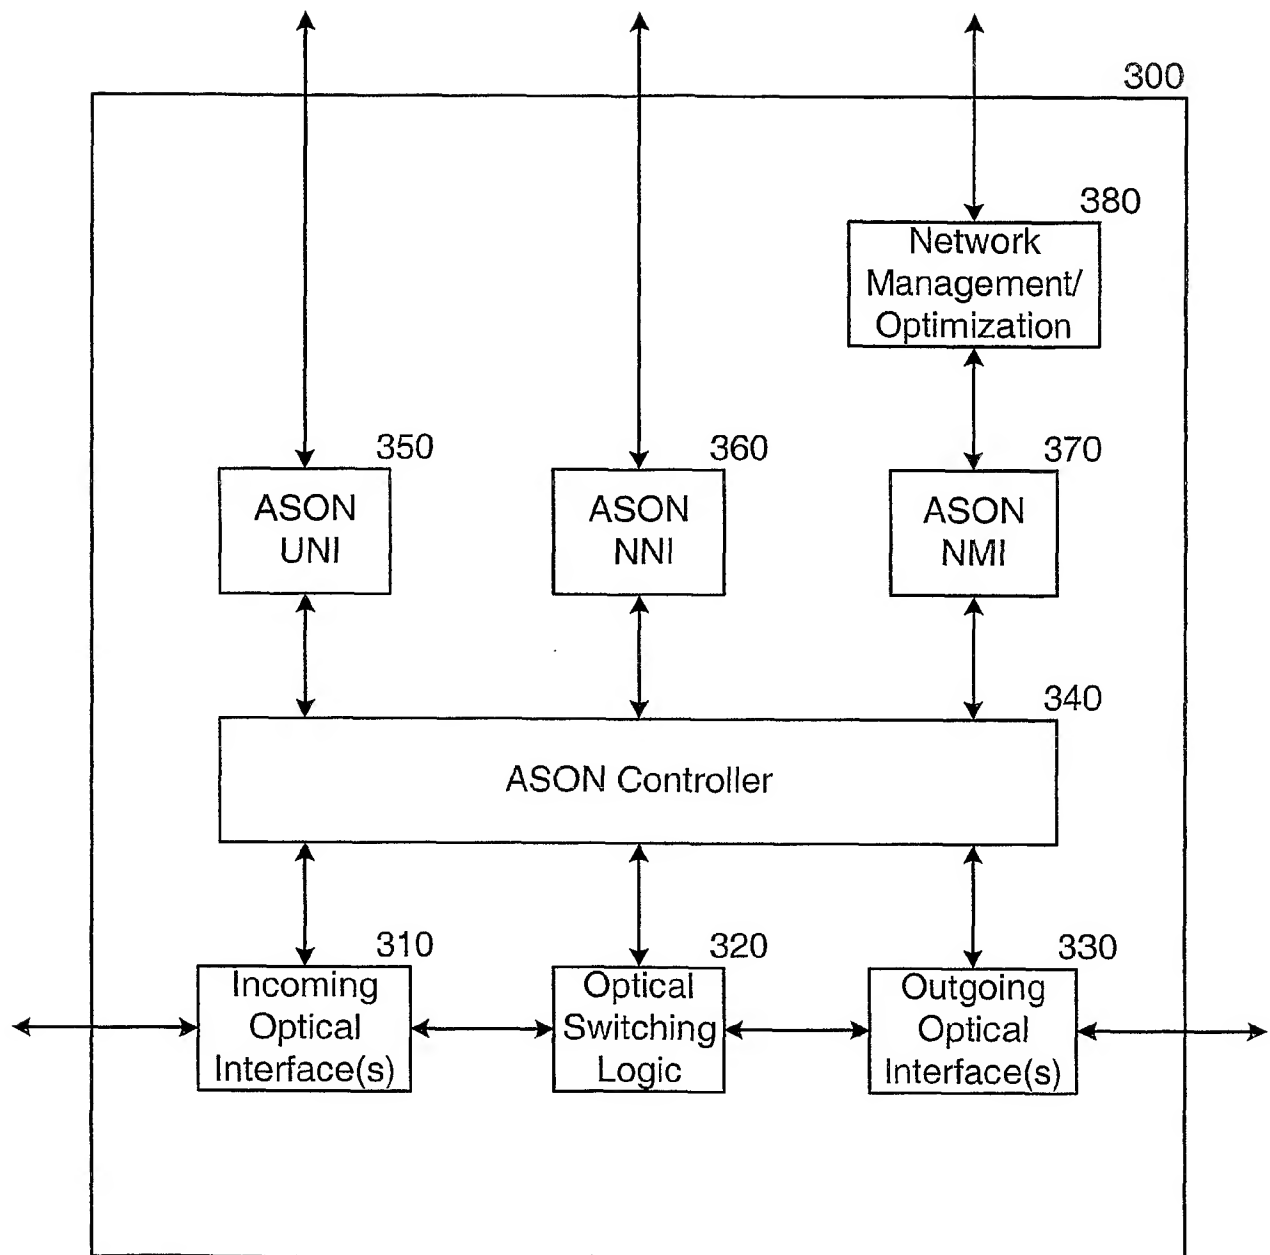 300
380
Network
Management/
Optimization
350
360
370
ASON
UNI
ASON
NNI
ASON
NMI
340
ASON Controller
310
320
330
Incoming
Optical
Interface(s)
Optical
Switching
Logic
Outgoing
Optical
Interface(s)